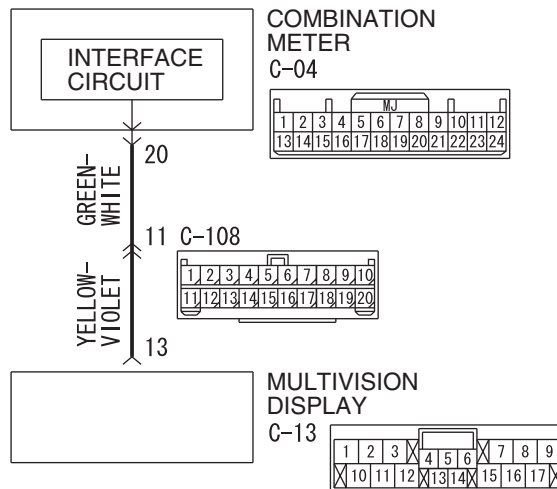 COMBINATION
METER
C-04
INTERFACE
CIRCUIT
MJ
1 2 3 4 5 6 7 8 9 10 11 12
13 14 15 16 17 18 19 20 21 22 23 24
20
GREEN-
WHITE
11 C-108
1 2 3 4 5 6 7 8 9 10
11 12 13 14 15 16 17 18 19 20
YELLOW-
VIOLET
13
MULTIVISION
DISPLAY
C-13
1 2 3 4 5 6 7 8 9
10 11 12 13 14 15 16 17